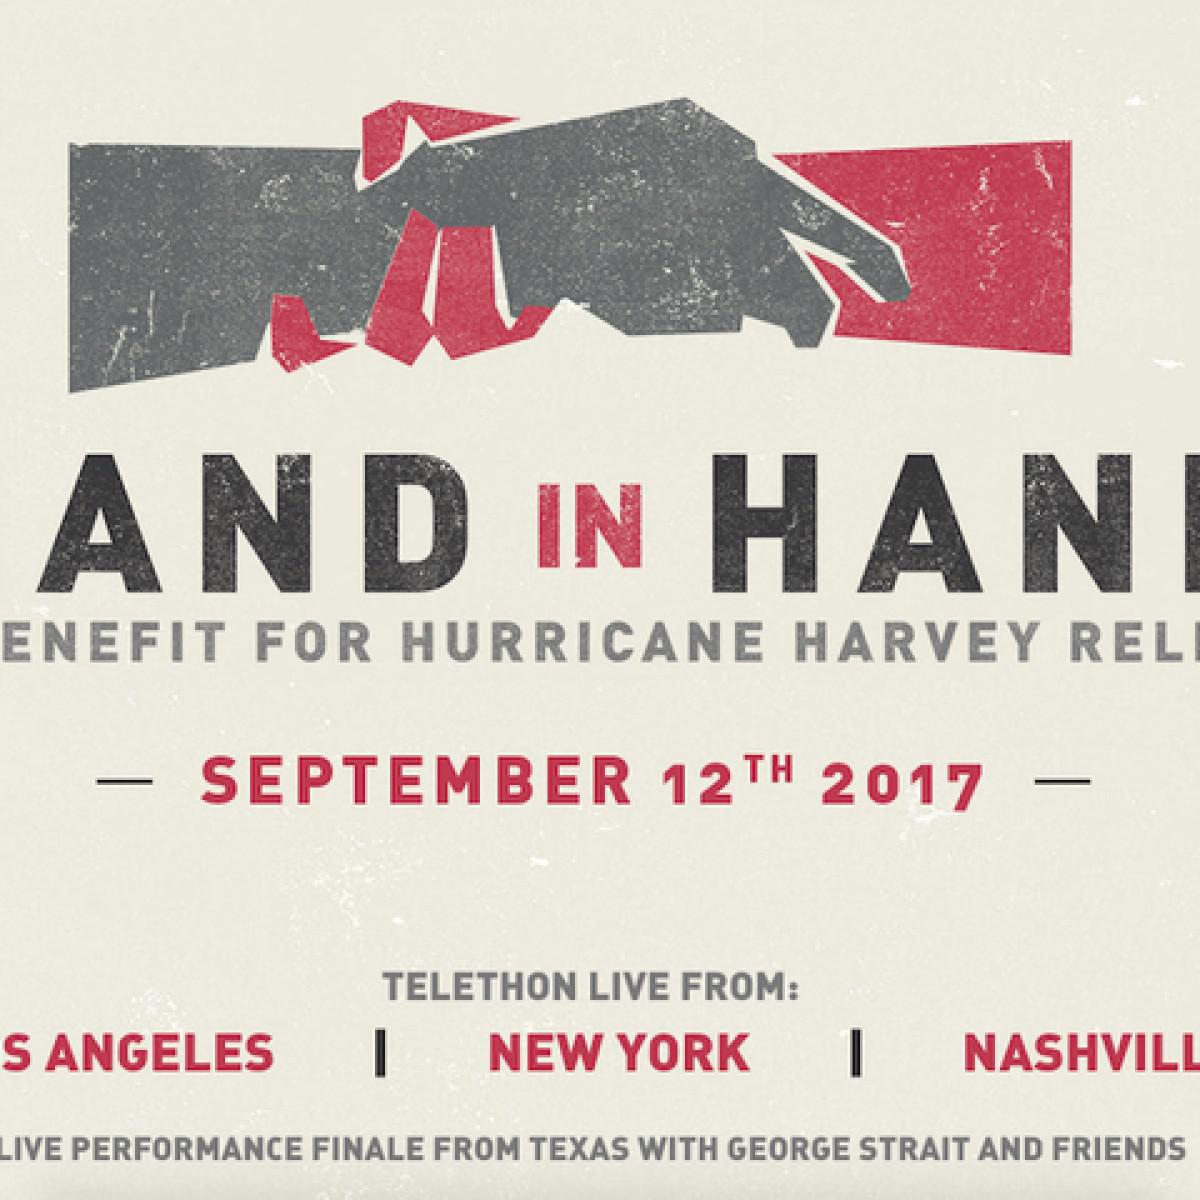 AND IN HAN
ENEFIT FOR HURRICANE HARVEY REL
SEPTEMBER 12TH 2017
TELETHON LIVE FROM:
S ANGELES | NEW YORK | NASHVILL
LIVE PERFORMANCE FINALE FROM TEXAS WITH GEORGE STRAIT AND FRIENDS